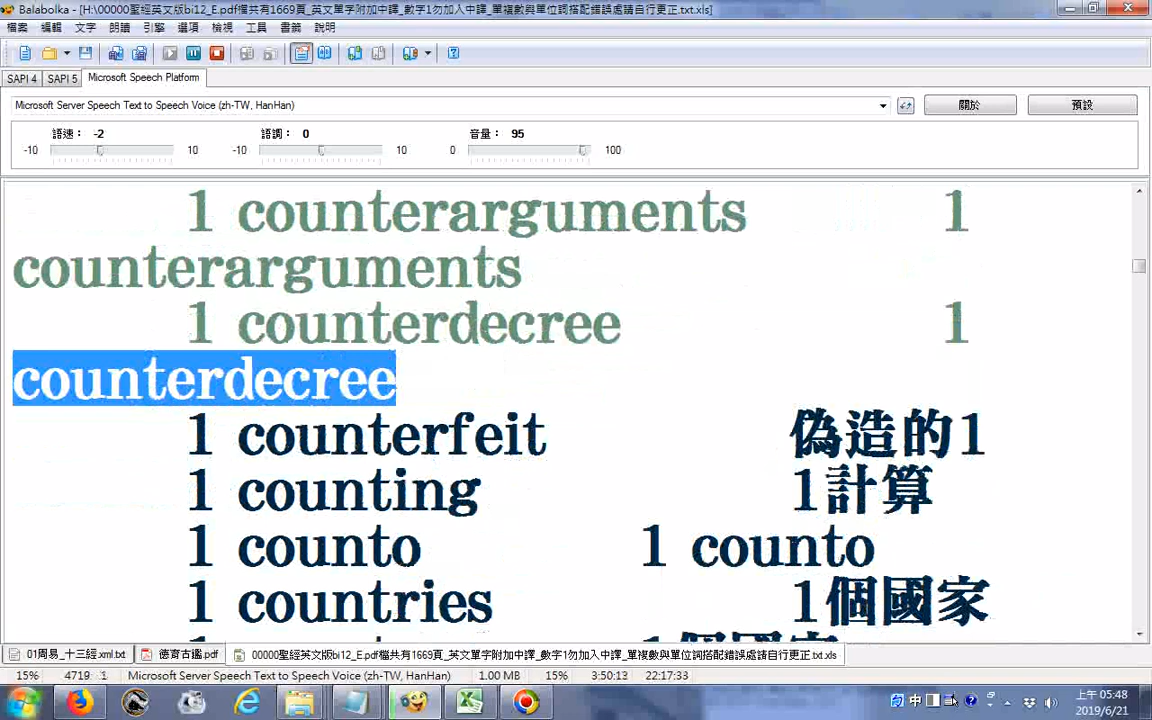 Balabolka - [H:\00000聖經英文版bi12_E.pdf檔共有1669頁_英文單字附加中譯_數字1勿加入中譯_單複數與單位詞搭配錯誤處請自行更正.txt.xls]
檔案 編輯 文字 朗讀 引擎 選項 檢視 工具 書籤 說明
SAPI 4 SAPI 5 Microsoft Speech Platform
Microsoft Server Speech Text to Speech Voice (zh-TW, HanHan) 關於 預設
語速： -2 語調： 0 音量： 95
-10 10 -10 10 0 100
1 counterarguments 1
counterarguments
1 counterdecree 1
counterdecree
1 counterfeit 偽造的1
1 counting 1計算
1 counto 1 counto
1 countries 1個國家
01周易_十三經.xml.txt 德育古鑑.pdf 00000聖經英文版bi12_E.pdf檔共有1669頁_英文單字附加中譯_數字1勿加入中譯_單複數與單位詞搭配錯誤處請自行更正.txt.xls
15% 4719: 1 Microsoft Server Speech Text to Speech Voice (zh-TW, HanHan) 1.00 MB 15% 3:50:13 22:17:33
中 上午 05:48
2019/6/21